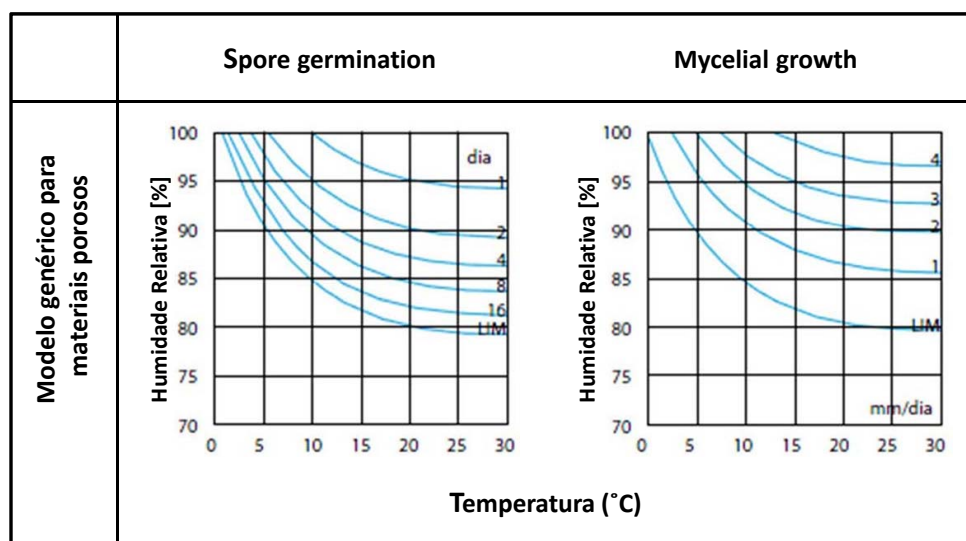 Spore germination
Mycelial growth
Modelo genérico para
materiais porosos
Humidade Relativa [%]
100
95
90
85
80
75
70
dia
1
2
4
8
16
LIM
0 5 10 15 20 25 30
Humidade Relativa [%]
100
95
90
85
80
75
70
4
3
2
1
LIM
mm/dia
0 5 10 15 20 25 30
Temperatura (˚C)